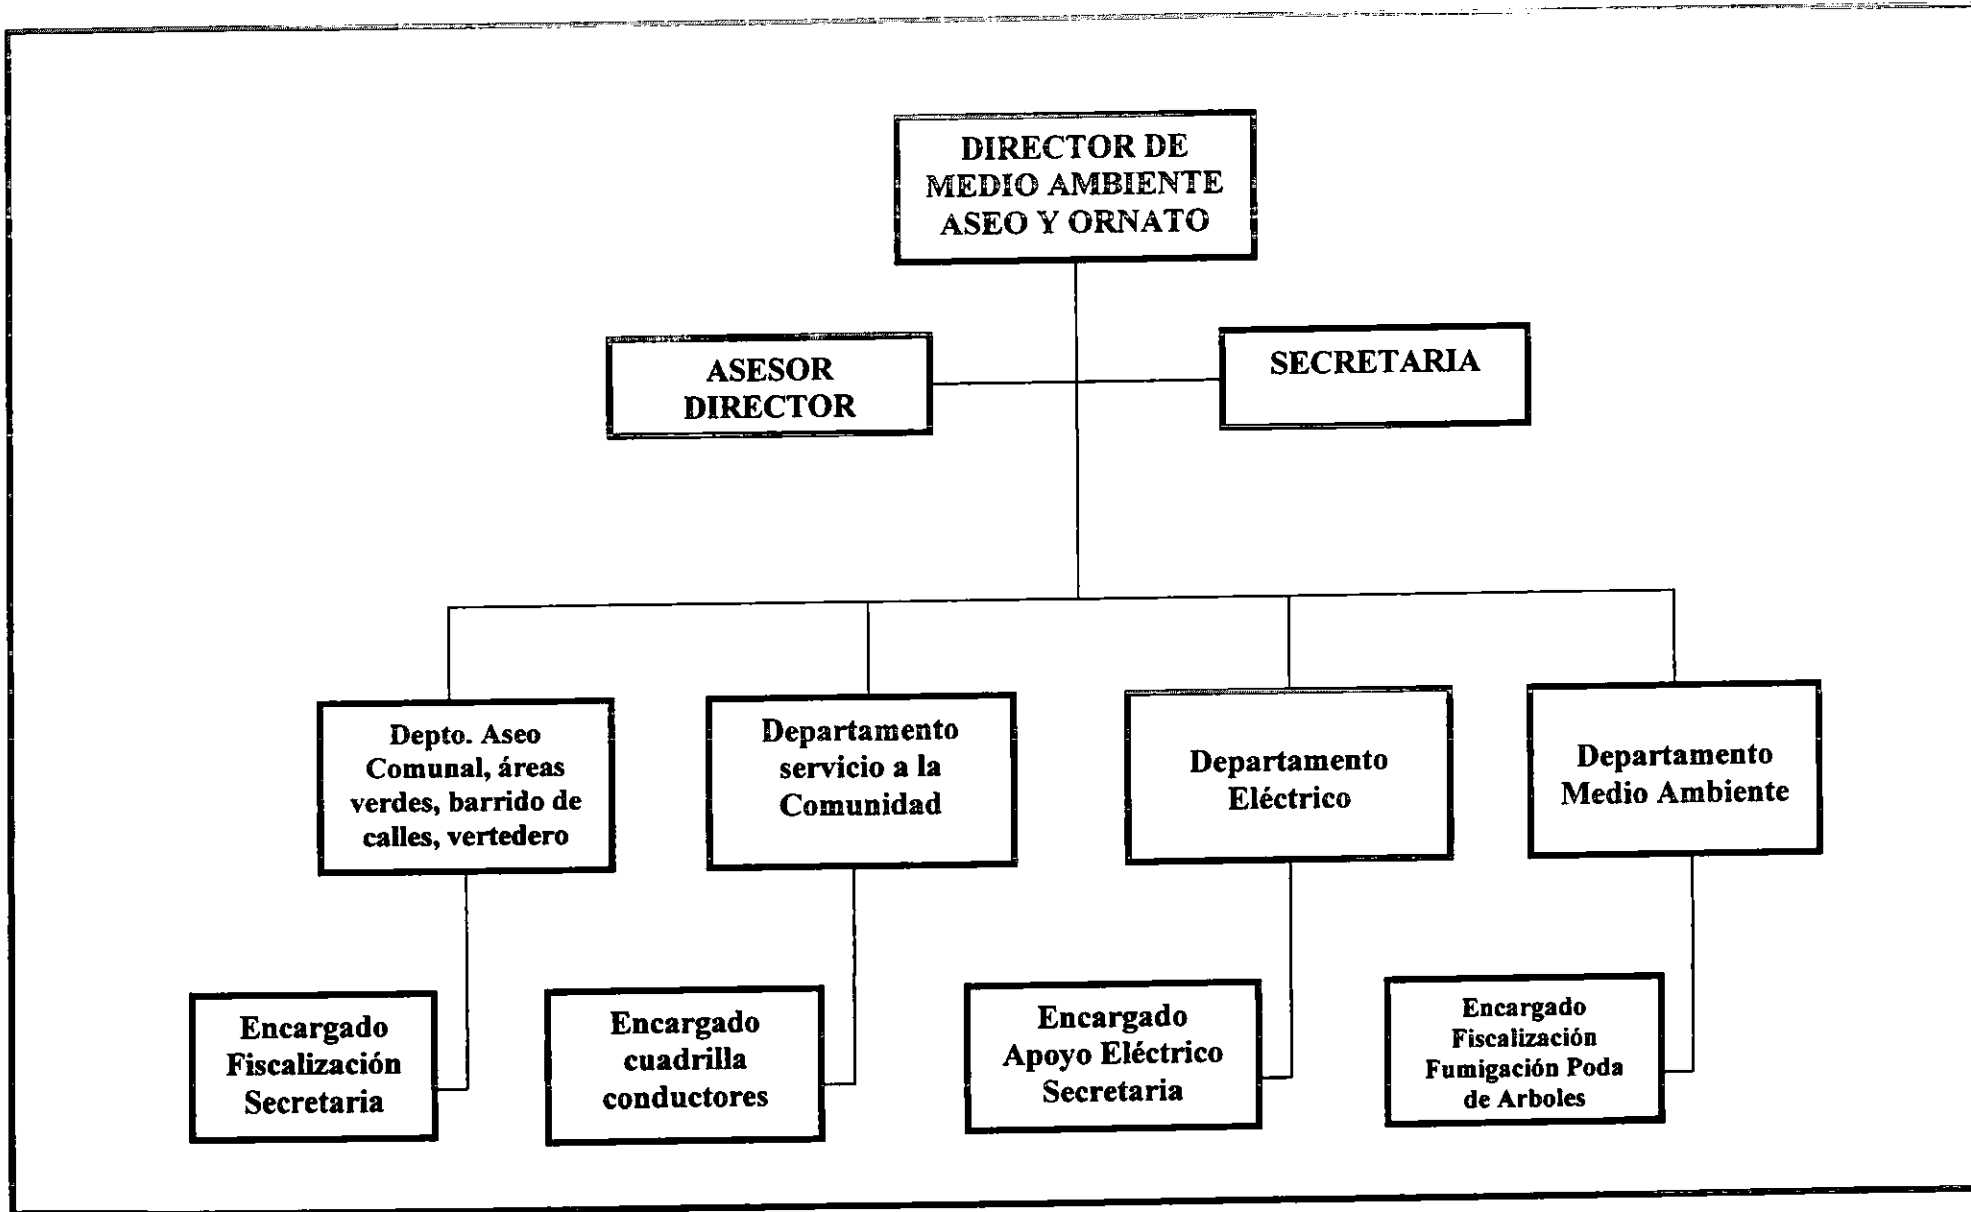 DIRECTOR DE
MEDIO AMBIENTE
ASEO Y ORNATO
ASESOR
DIRECTOR
SECRETARIA
Depto. Aseo
Comunal, áreas
verdes, barrido de
calles, vertedero
Departamento
servicio a la
Comunidad
Departamento
Eléctrico
Departamento
Medio Ambiente
Encargado
Fiscalización
Secretaria
Encargado
cuadrilla
conductores
Encargado
Apoyo Eléctrico
Secretaria
Encargado
Fiscalización
Fumigación Poda
de Arboles